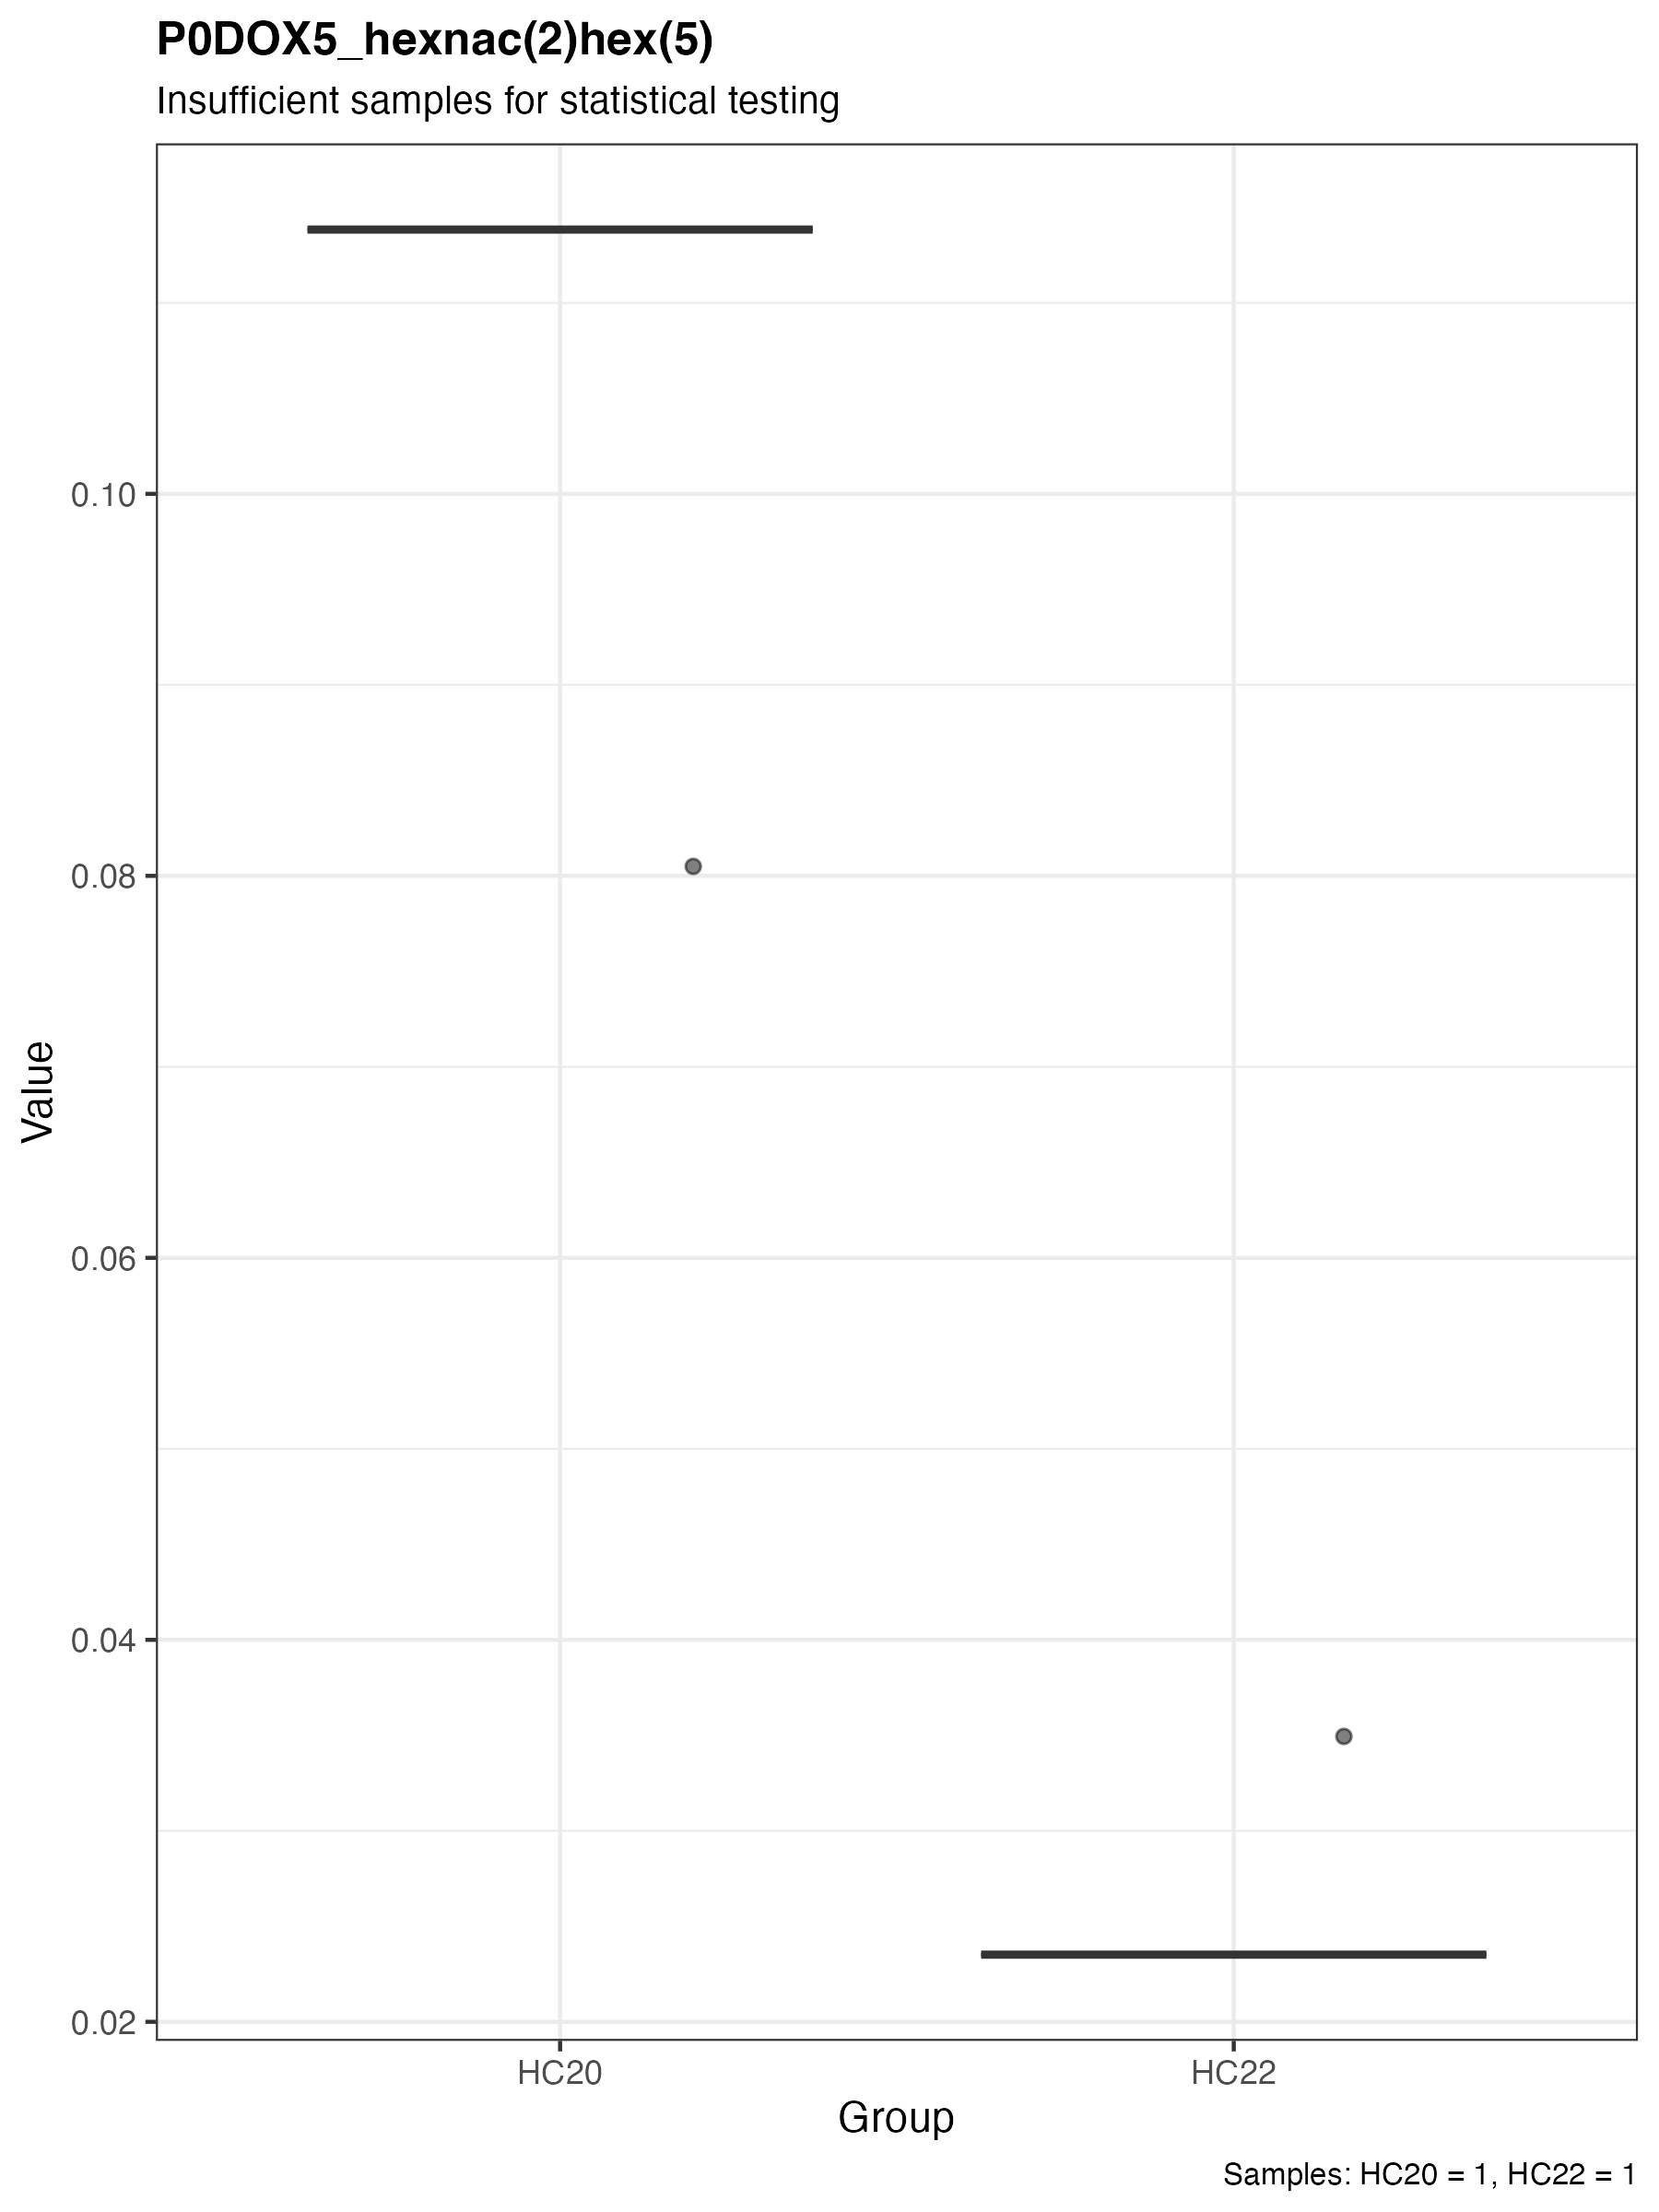 P0DOX5_hexnac(2)hex(5)
Insufficient samples for statistical testing
0.10
0.08
0.06
0.04
0.02
Value
HC20
HC22
Group
Samples: HC20 = 1, HC22 = 1